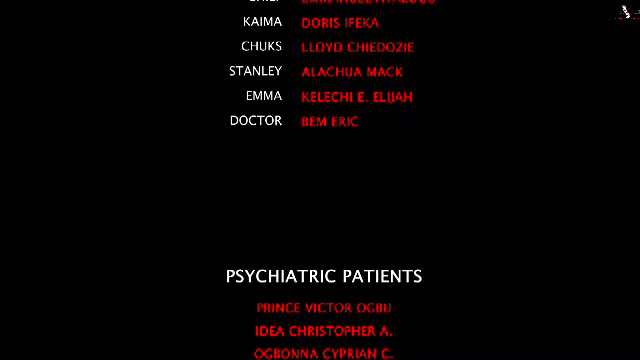 KAIMA DORIS IFEKA
CHUKS LLOYD CHIEDOZIE
STANLEY ALACHUA MACK
EMMA KELECHI E. ELIJAH
DOCTOR BEM ERIC
PSYCHIATRIC PATIENTS
PRINCE VICTOR OGBU
IDEA CHRISTOPHER A.
OGBONNA CYPRIAN C.